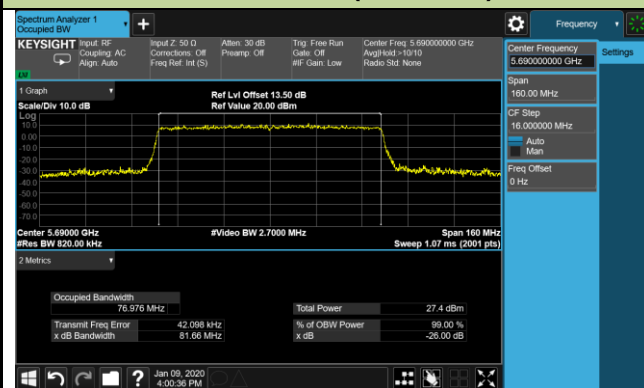 Spectrum Analyzer 1
Occupied BW
+
Frequency
KEYSIGHT
Input: RF
Coupling: AC
Align: Auto
Input Z: 50 Ω
Corrections: Off
Freq Ref: Int (S)
Atten: 30 dB
Preamp: Off
Trig: Free Run
Gate: Off
#IF Gain: Low
Center Freq: 5.690000000 GHz
Avg|Hold:>10/10
Radio Std: None
Center Frequency
5.690000000 GHz
Settings
Span
160.00 MHz
CF Step
16.000000 MHz
Auto
Man
Freq Offset
0 Hz
1 Graph
Scale/Div 10.0 dB
Ref Lvl Offset 13.50 dB
Ref Value 20.00 dBm
Log
10.0
0.00
-10.0
-20.0
-30.0
-40.0
-50.0
-60.0
-70.0
Center 5.69000 GHz
#Res BW 820.00 kHz
#Video BW 2.7000 MHz
Span 160 MHz
Sweep 1.07 ms (2001 pts)
2 Metrics
Occupied Bandwidth
76.976 MHz
Total Power 27.4 dBm
Transmit Freq Error 42.098 kHz
% of OBW Power 99.00 %
x dB Bandwidth 81.66 MHz
x dB -26.00 dB
?
Jan 09, 2020
4:00:36 PM